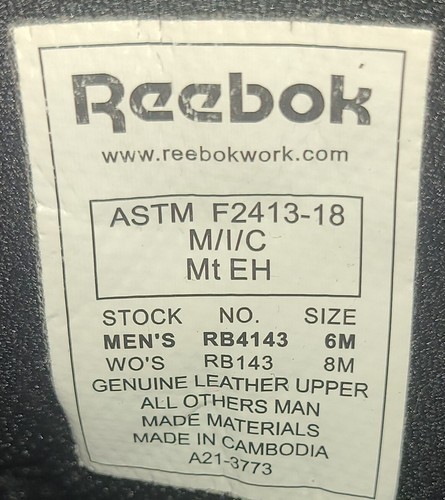 Reebok
www.reebokwork.com
ASTM F2413-18
M/I/C
Mt EH
STOCK NO. SIZE
MEN'S RB4143 6M
WO'S RB143 8M
GENUINE LEATHER UPPER
ALL OTHERS MAN
MADE MATERIALS
MADE IN CAMBODIA
A21-3773